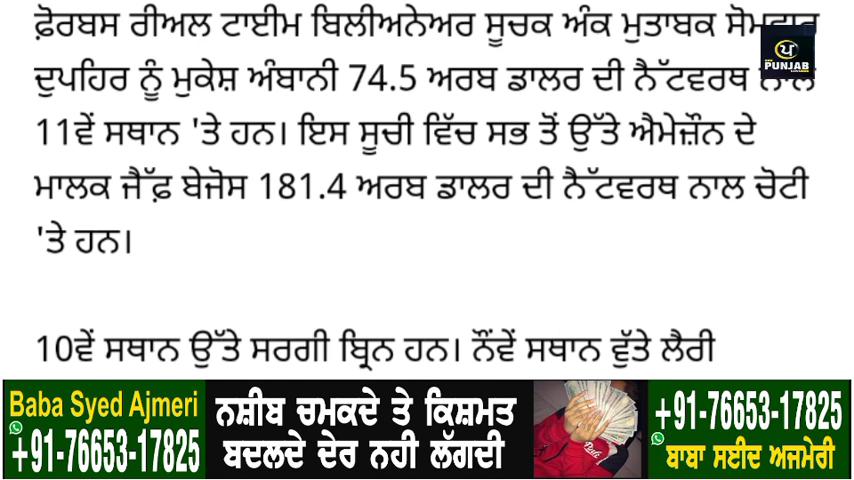 ਫ਼ੋਰਬਸ ਰੀਅਲ ਟਾਈਮ ਬਿਲੀਅਨੇਅਰ ਸੂਚਕ ਅੰਕ ਮੁਤਾਬਕ ਸੋਮਵਾਰ
ਦੁਪਹਿਰ ਨੂੰ ਮੁਕੇਸ਼ ਅੰਬਾਨੀ 74.5 ਅਰਬ ਡਾਲਰ ਦੀ ਨੈੱਟਵਰਥ ਨਾਲ
ਪ
PUNJAB
11ਵੇਂ ਸਥਾਨ 'ਤੇ ਹਨ। ਇਸ ਸੂਚੀ ਵਿੱਚ ਸਭ ਤੋਂ ਉੱਤੇ ਐਮੇਜ਼ੌਨ ਦੇ
ਮਾਲਕ ਜੈੱਫ਼ ਬੇਜੋਸ 181.4 ਅਰਬ ਡਾਲਰ ਦੀ ਨੈੱਟਵਰਥ ਨਾਲ ਚੋਟੀ
'ਤੇ ਹਨ।
10ਵੇਂ ਸਥਾਨ ਉੱਤੇ ਸਰਗੀ ਬ੍ਰਿਨ ਹਨ। ਨੌਂਵੇਂ ਸਥਾਨ ਵੁੱਤੇ ਲੈਰੀ
Baba Syed Ajmeri
+91-76653-17825
ਨਸ਼ੀਬ ਚਮਕਦੇ ਤੇ ਕਿਸ਼ਮਤ
ਬਦਲਦੇ ਦੇਰ ਨਹੀ ਲੱਗਦੀ
+91-76653-17825
ਬਾਬਾ ਸਈਦ ਅਜਮੇਰੀ